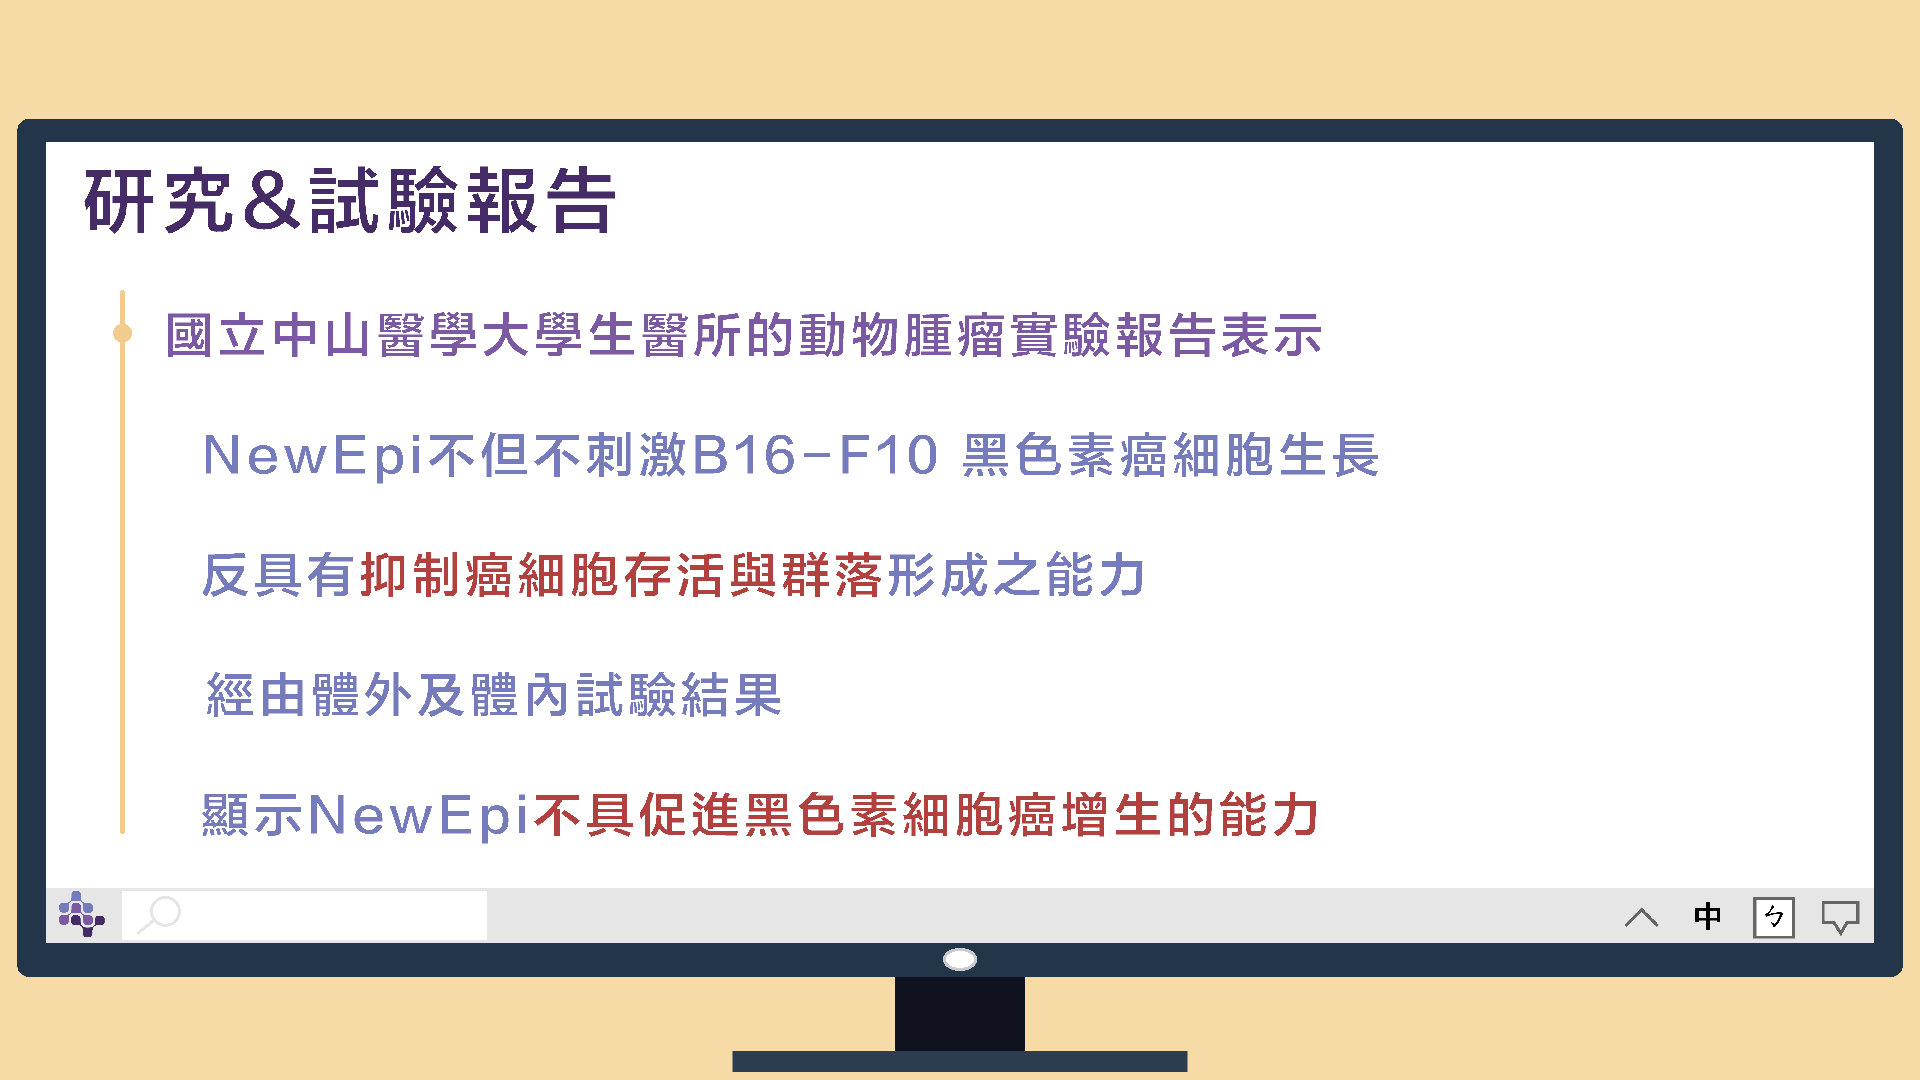 研究&試驗報告
國立中山醫學大學生醫所的動物腫瘤實驗報告表示
NewEpi不但不刺激B16-F10 黑色素癌細胞生長
反具有抑制癌細胞存活與群落形成之能力
經由體外及體內試驗結果
顯示NewEpi不具促進黑色素細胞癌增生的能力
中 ㄅ